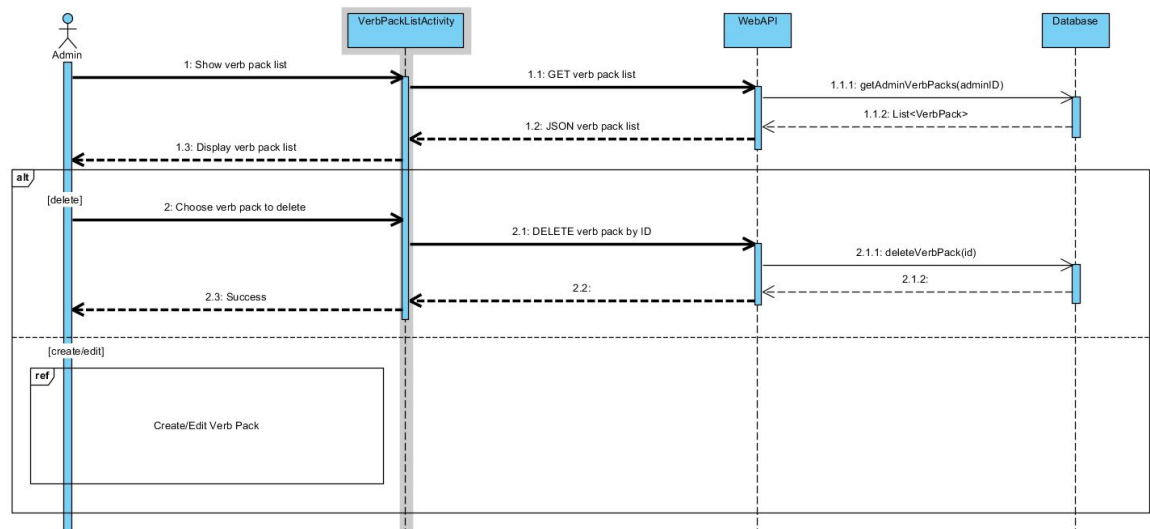 VerbPackListActivity
WebAPI
Database
Admin
1: Show verb pack list
1.1: GET verb pack list
1.1.1: getAdminVerbPacks(adminID)
1.1.2: List<VerbPack>
1.2: JSON verb pack list
1.3: Display verb pack list
alt
[delete]
2: Choose verb pack to delete
2.1: DELETE verb pack by ID
2.1.1: deleteVerbPack(id)
2.1.2:
2.2:
2.3: Success
[create/edit]
ref
Create/Edit Verb Pack